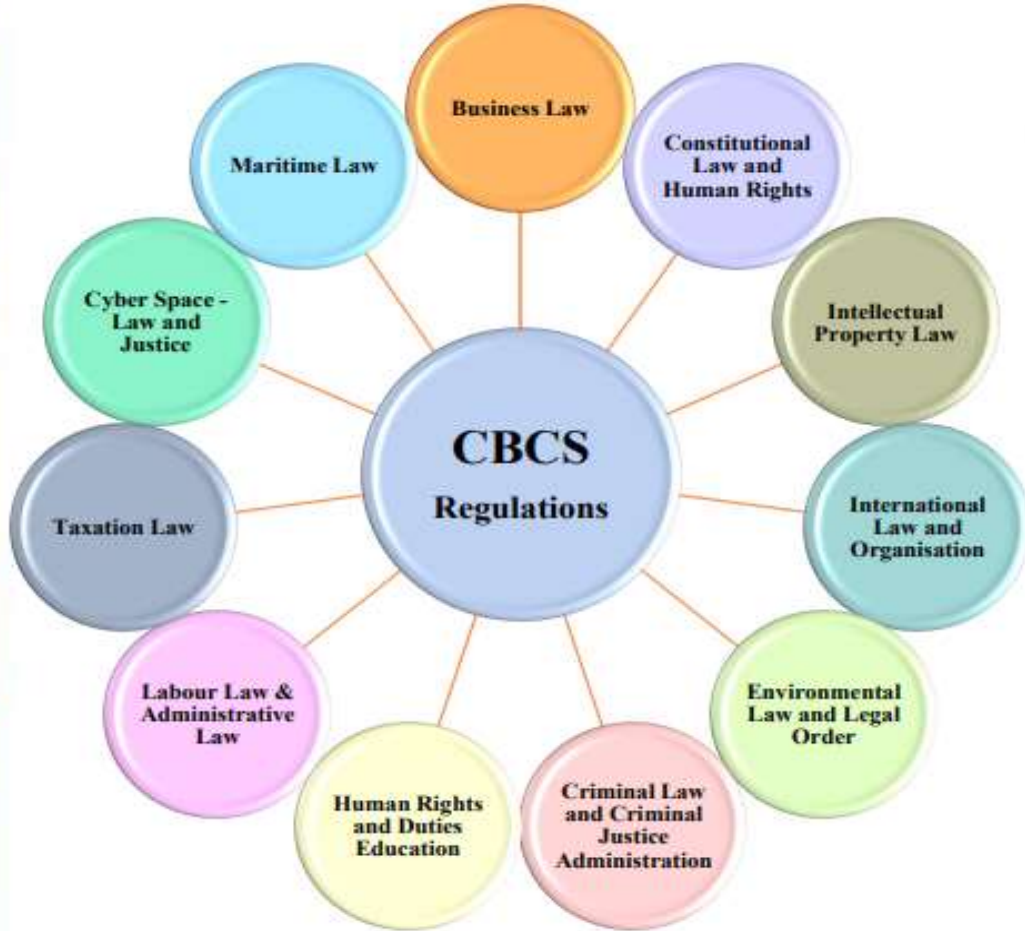 Business Law
Constitutional
Law and
Human Rights
Intellectual
Property Law
International
Law and
Organisation
Environmental
Law and Legal
Order
Criminal Law
and Criminal
Justice
Administration
Human Rights
and Duties
Education
Labour Law &
Administrative
Law
Taxation Law
Cyber Space -
Law and
Justice
Maritime Law
CBCS
Regulations